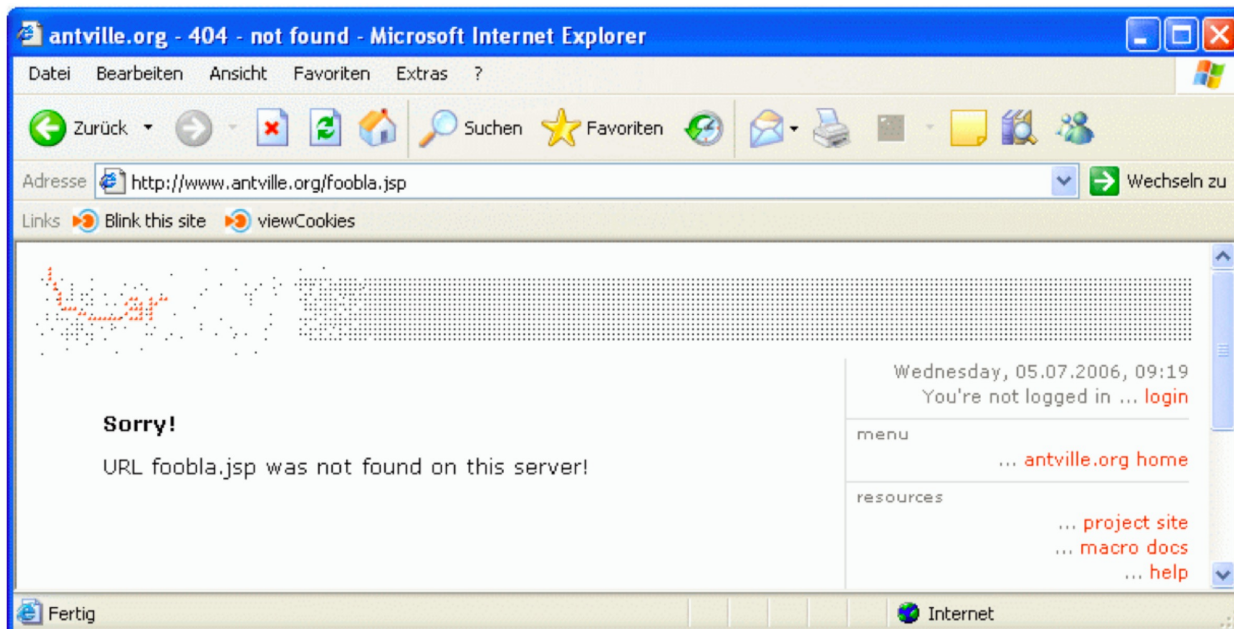 antville.org - 404 - not found - Microsoft Internet Explorer
Datei Bearbeiten Ansicht Favoriten Extras ?
Zurück Suchen Favoriten
Adresse http://www.antville.org/foobla.jsp Wechseln zu
Links Blink this site viewCookies
Wednesday, 05.07.2006, 09:19
You're not logged in ... login
Sorry!
URL foobla.jsp was not found on this server!
menu
... antville.org home
resources
... project site
... macro docs
... help
Fertig Internet